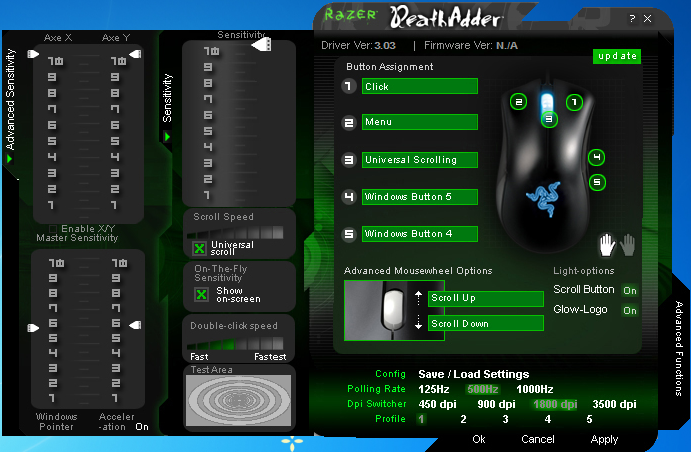 RAZER DeathAdder
? X
Driver Ver: 3.03 | Firmware Ver: N./A
update
Axe X Axe Y
10 10
9 9
8 8
7 7
6 6
5 5
4 4
3 3
2 2
1 1
Advanced Sensitivity
Enable X/Y
Master Sensitivity
10 10
9 9
8 8
7 7
6 6
5 5
4 4
3 3
2 2
1 1
Windows Pointer
Acceler-ation On
Sensitivity
Sensitivity
10
9
8
7
6
5
4
3
2
1
Scroll Speed
Universal scroll
On-The-Fly Sensitivity
Show on-screen
Double-click speed
Fast Fastest
Test Area
Button Assignment
1 Click
2 Menu
3 Universal Scrolling
4 Windows Button 5
5 Windows Button 4
2 1
3
4
5
Advanced Mousewheel Options
Scroll Up
Scroll Down
Light-options
Scroll Button On
Glow-Logo On
Advanced Functions
Config Save / Load Settings
Polling Rate 125Hz 500Hz 1000Hz
Dpi Switcher 450 dpi 900 dpi 1800 dpi 3500 dpi
Profile 1 2 3 4 5
Ok Cancel Apply